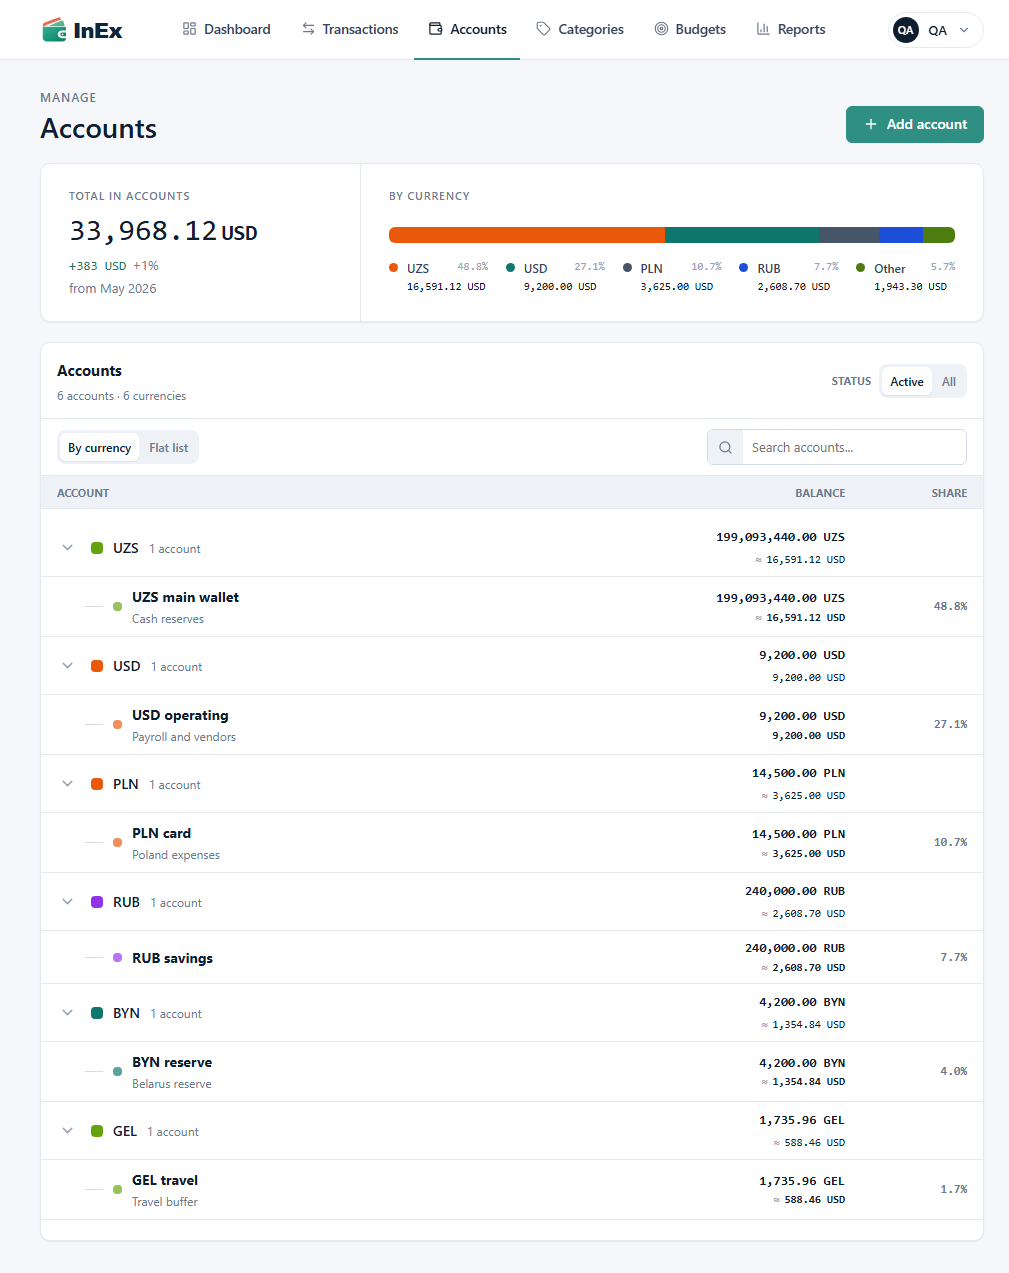 InEx
Dashboard
Transactions
Accounts
Categories
Budgets
Reports
QA
QA
MANAGE
Accounts
+ Add account
TOTAL IN ACCOUNTS
33,968.12 USD
+383 USD +1%
from May 2026
BY CURRENCY
UZS 48.8%
16,591.12 USD
USD 27.1%
9,200.00 USD
PLN 10.7%
3,625.00 USD
RUB 7.7%
2,608.70 USD
Other 5.7%
1,943.30 USD
Accounts
6 accounts · 6 currencies
STATUS Active All
By currency Flat list
Search accounts...
ACCOUNT BALANCE SHARE
UZS 1 account 199,093,440.00 UZS
≈ 16,591.12 USD
UZS main wallet 199,093,440.00 UZS
Cash reserves ≈ 16,591.12 USD 48.8%
USD 1 account 9,200.00 USD
9,200.00 USD
USD operating 9,200.00 USD
Payroll and vendors 9,200.00 USD 27.1%
PLN 1 account 14,500.00 PLN
≈ 3,625.00 USD
PLN card 14,500.00 PLN
Poland expenses ≈ 3,625.00 USD 10.7%
RUB 1 account 240,000.00 RUB
≈ 2,608.70 USD
RUB savings 240,000.00 RUB
≈ 2,608.70 USD 7.7%
BYN 1 account 4,200.00 BYN
≈ 1,354.84 USD
BYN reserve 4,200.00 BYN
Belarus reserve ≈ 1,354.84 USD 4.0%
GEL 1 account 1,735.96 GEL
≈ 588.46 USD
GEL travel 1,735.96 GEL
Travel buffer ≈ 588.46 USD 1.7%